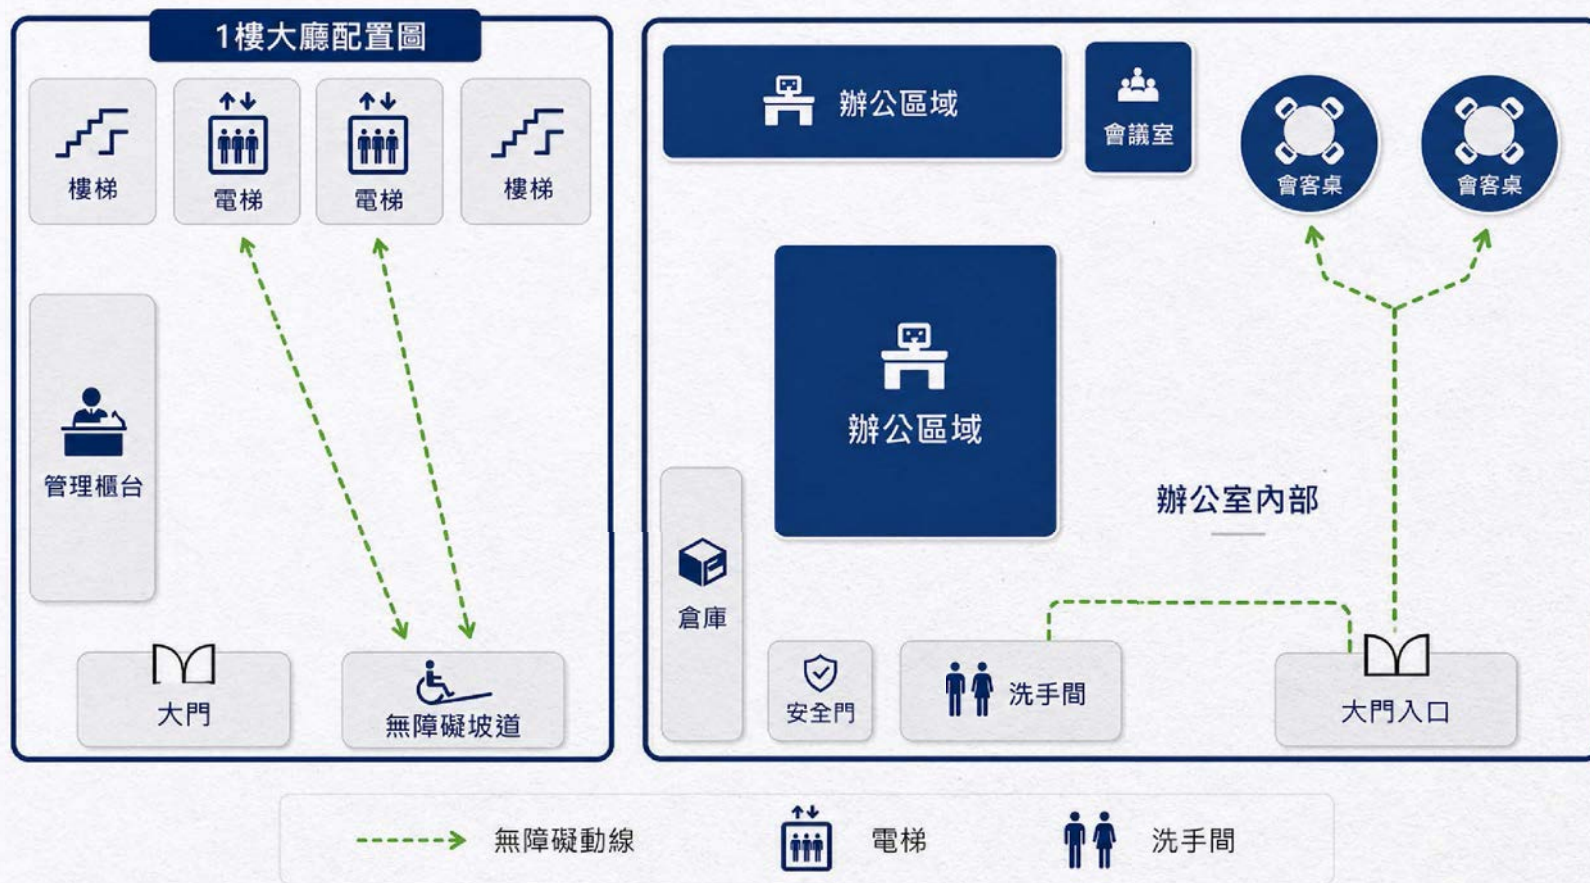 1樓大廳配置圖
樓梯
電梯
電梯
樓梯
管理櫃台
大門
無障礙坡道
辦公區域
會議室
會客桌
會客桌
辦公區域
辦公室內部
倉庫
安全門
洗手間
大門入口
無障礙動線
電梯
洗手間